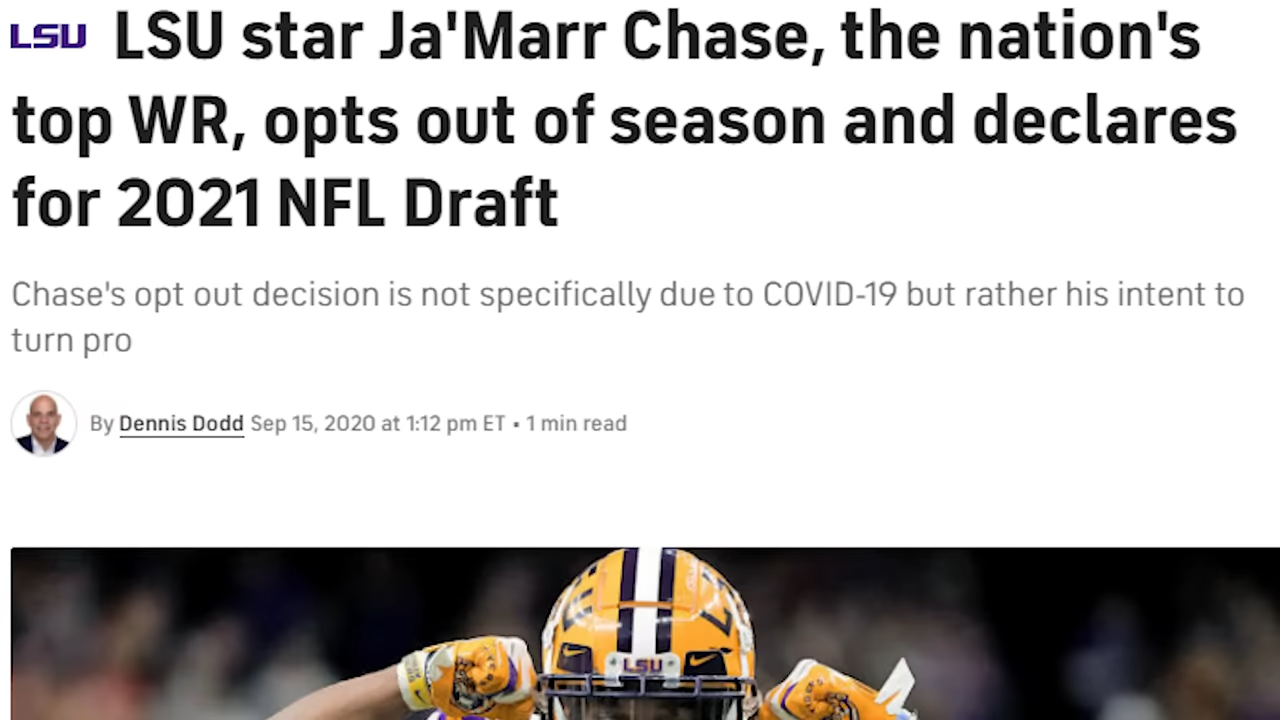 LSU LSU star Ja'Marr Chase, the nation's
top WR, opts out of season and declares
for 2021 NFL Draft
Chase's opt out decision is not specifically due to COVID-19 but rather his intent to
turn pro
By Dennis Dodd Sep 15, 2020 at 1:12 pm ET • 1 min read
LSU